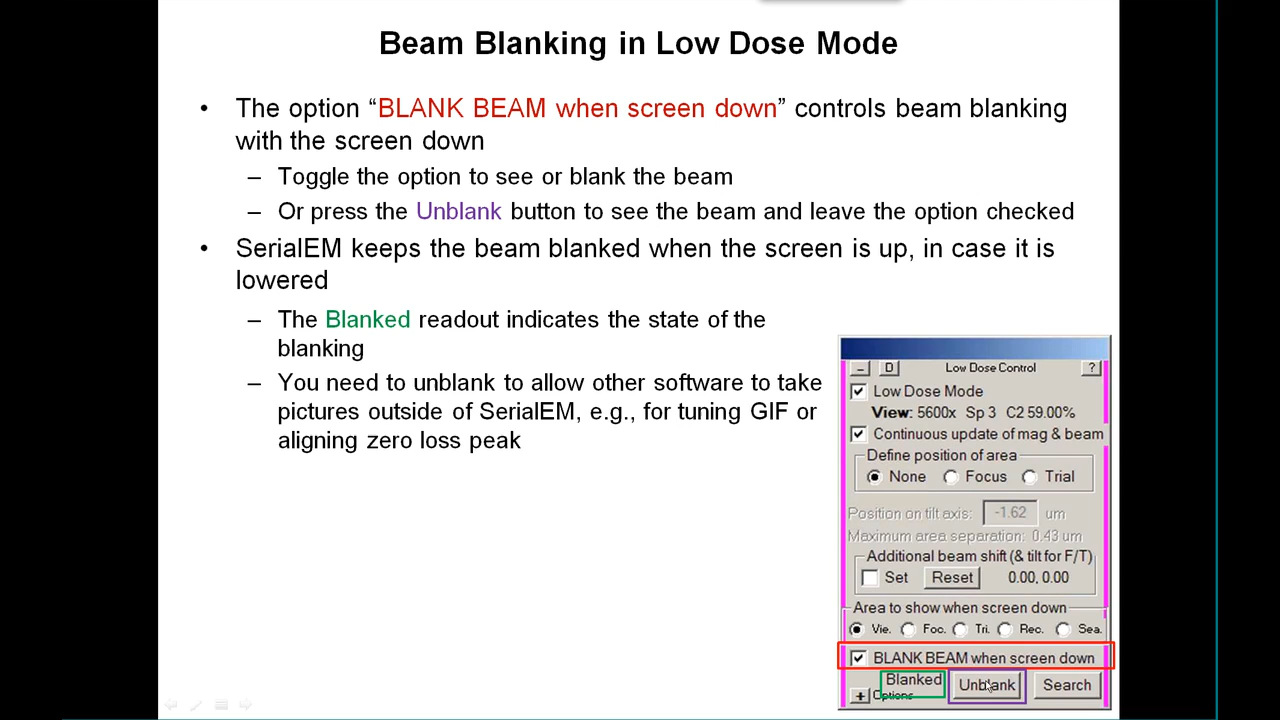 Beam Blanking in Low Dose Mode
• The option “BLANK BEAM when screen down” controls beam blanking
with the screen down
– Toggle the option to see or blank the beam
– Or press the Unblank button to see the beam and leave the option checked
• SerialEM keeps the beam blanked when the screen is up, in case it is
lowered
– The Blanked readout indicates the state of the
blanking
– You need to unblank to allow other software to take
pictures outside of SerialEM, e.g., for tuning GIF or
aligning zero loss peak
– D Low Dose Control ?
Low Dose Mode
View: 5600x Sp 3 C2 59.00%
Continuous update of mag & beam
Define position of area
None Focus Trial
Position on tilt axis: -1.62 um
Maximum area separation: 0.43 um
Additional beam shift (& tilt for F/T)
Set Reset 0.00, 0.00
Area to show when screen down
Vie. Foc. Tri. Rec. Sea.
BLANK BEAM when screen down
Blanked Unblank Search
+ Options